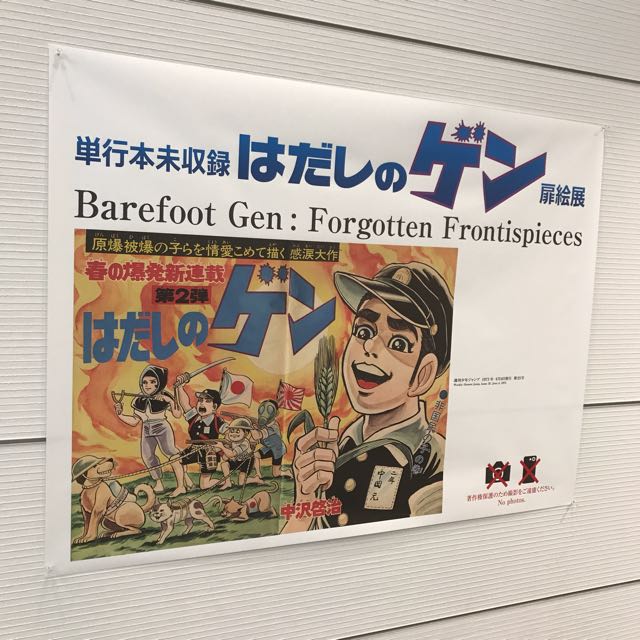 単行本未収録 はだしのゲン 扉絵展
Barefoot Gen : Forgotten Frontispieces
原爆被爆の子らを情愛こめて描く感涙大作
春の爆発新連載
第2弾
はだしのゲン
二年
中岡元
中沢啓治
著作権保護のため撮影をご遠慮ください。
No photos.